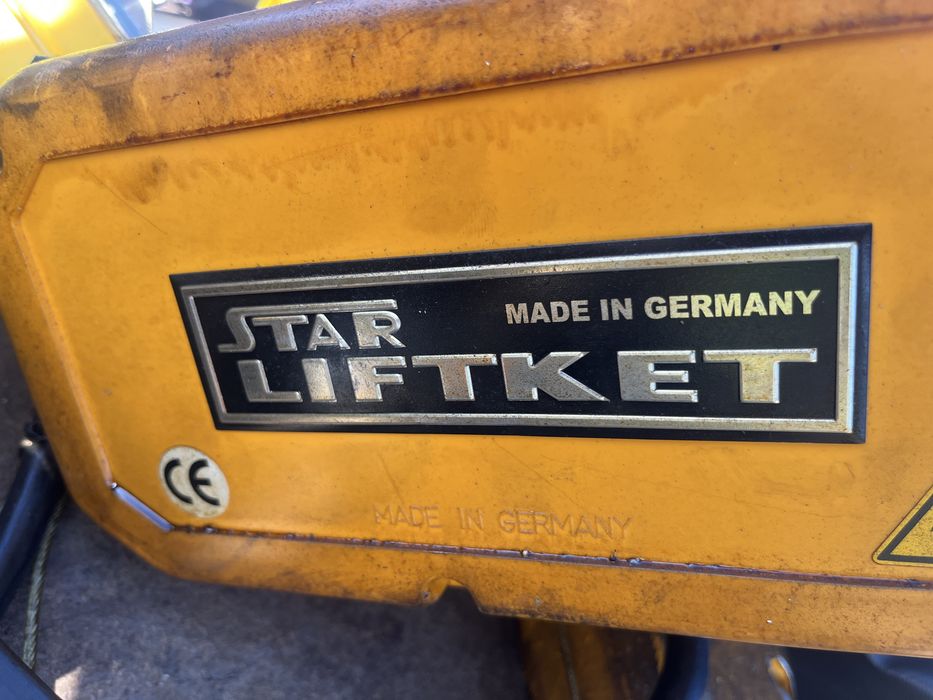 STAR
MADE IN GERMANY
LIFTKET
CE
MADE IN GERMANY